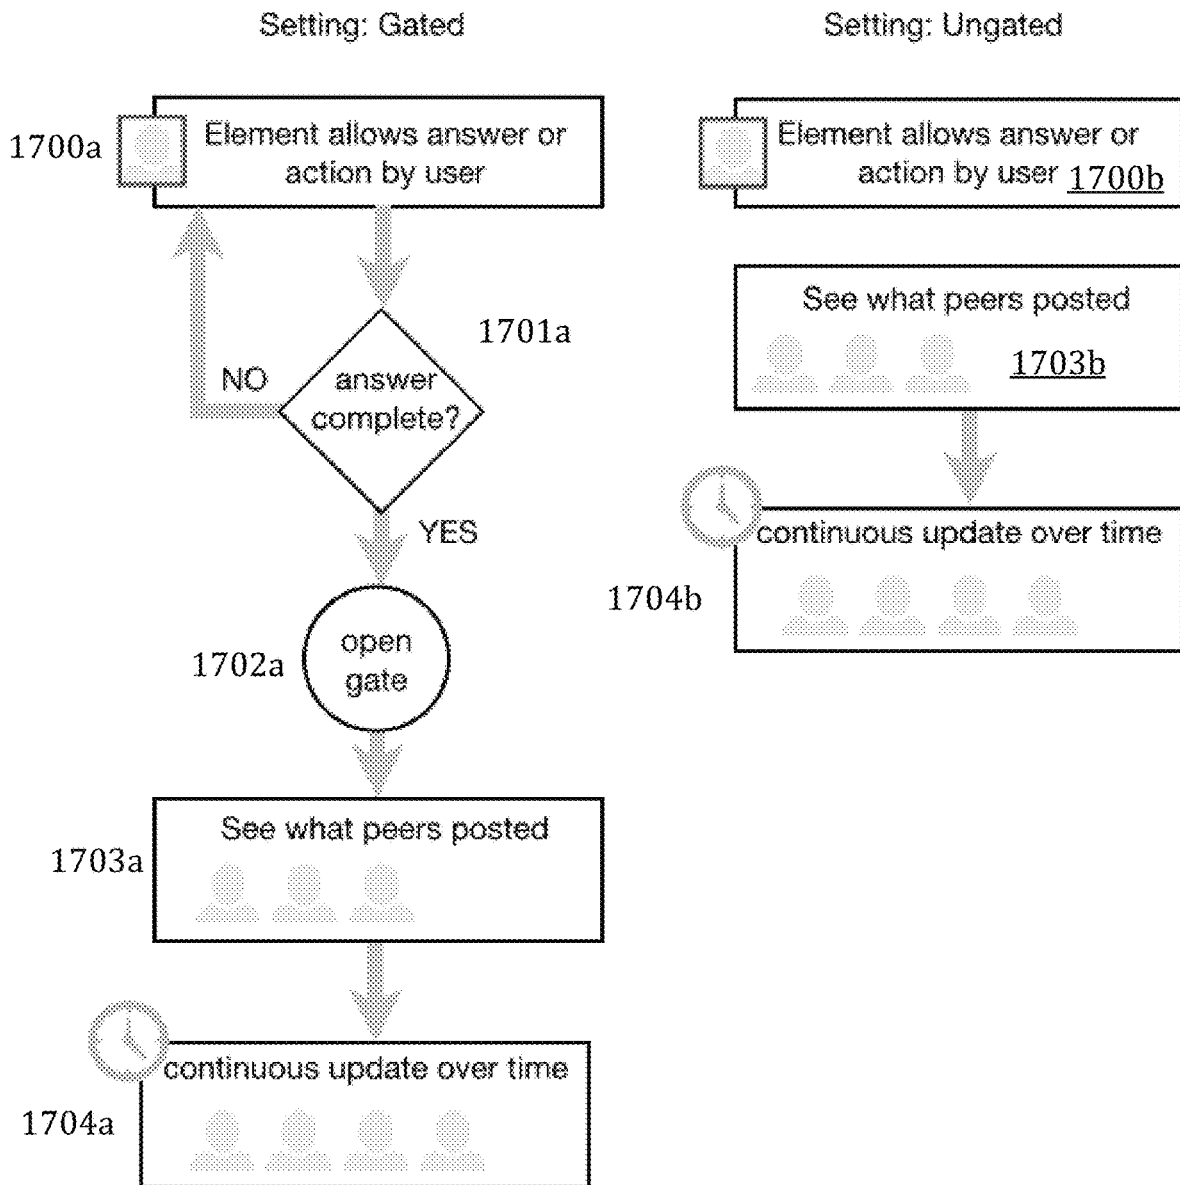 Setting: Gated
1700a
Element allows answer or
action by user
1701a
NO
answer
complete?
YES
1702a
open
gate
1703a
See what peers posted
continuous update over time
1704a
Setting: Ungated
Element allows answer or
action by user 1700b
See what peers posted
1703b
continuous update over time
1704b